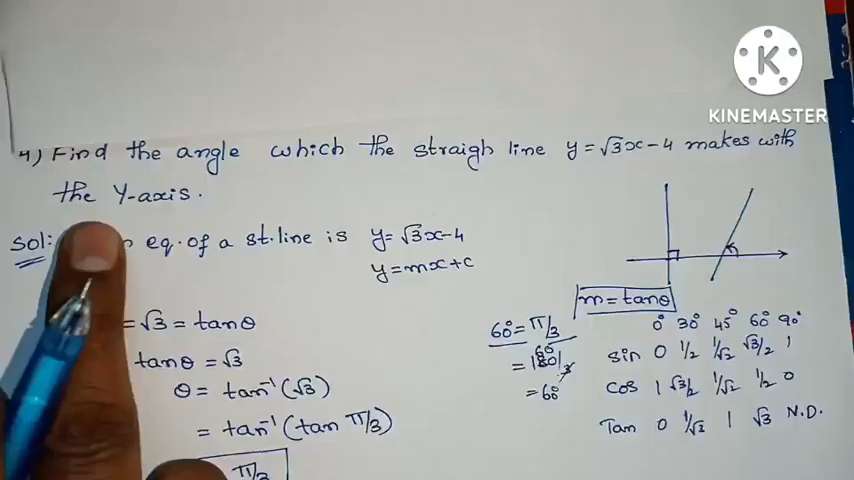 KINEMASTER
4) Find the angle which the straigh line y = √3x - 4 makes with
the Y-axis.
Sol: eq. of a st. line is y = √3x - 4
y = mx + c
m = tanθ
= √3 = tanθ
tanθ = √3
θ = tan⁻¹(√3)
= tan⁻¹(tan π/3)
π/3
60° = π/3
= 180/3
60
= 60°
0° 30° 45° 60° 90°
sin 0 1/2 1/√2 √3/2 1
cos 1 √3/2 1/√2 1/2 0
Tan 0 1/√3 1 √3 N.D.